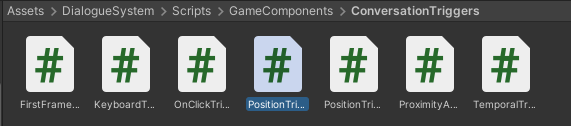 Assets > DialogueSystem > Scripts > GameComponents > ConversationTriggers
FirstFrame... KeyboardT... OnClickTri... PositionTri... PositionTri... ProximityA... TemporalTr...